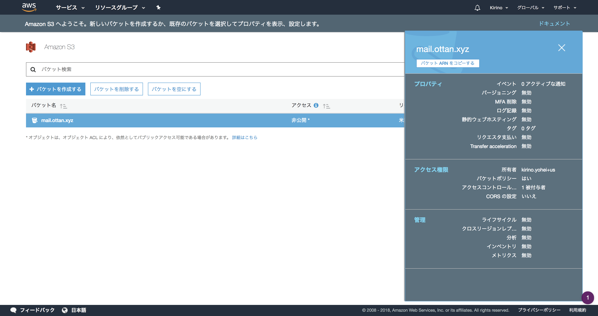 aws
サービス
リソースグループ
Kirino
グローバル
サポート
Amazon S3 へようこそ。新しいバケットを作成するか、既存のバケットを選択してプロパティを表示、設定します。
ドキュメント
Amazon S3
バケット検索
+ バケットを作成する
バケットを削除する
バケットを空にする
バケット名
アクセス
リ
mail.ottan.xyz
非公開 *
* オブジェクトは、オブジェクト ACL により、依然としてパブリックアクセス可能である場合があります。 詳細はこちら
mail.ottan.xyz
バケット ARN をコピーする
プロパティ
イベント 0 アクティブな通知
バージョニング 無効
MFA 削除 無効
ログ記録 無効
静的ウェブホスティング 無効
タグ 0 タグ
リクエスタ支払い 無効
Transfer acceleration 無効
アクセス権限
所有者 kirino.yohei+us
バケットポリシー はい
アクセスコントロール... 1 被付与者
CORS の設定 いいえ
管理
ライフサイクル 無効
クロスリージョンレプ... 無効
分析 無効
インベントリ 無効
メトリクス 無効
1
フィードバック
日本語
© 2008 - 2018, Amazon Web Services, Inc. or its affiliates. All rights reserved.
プライバシーポリシー
利用規約